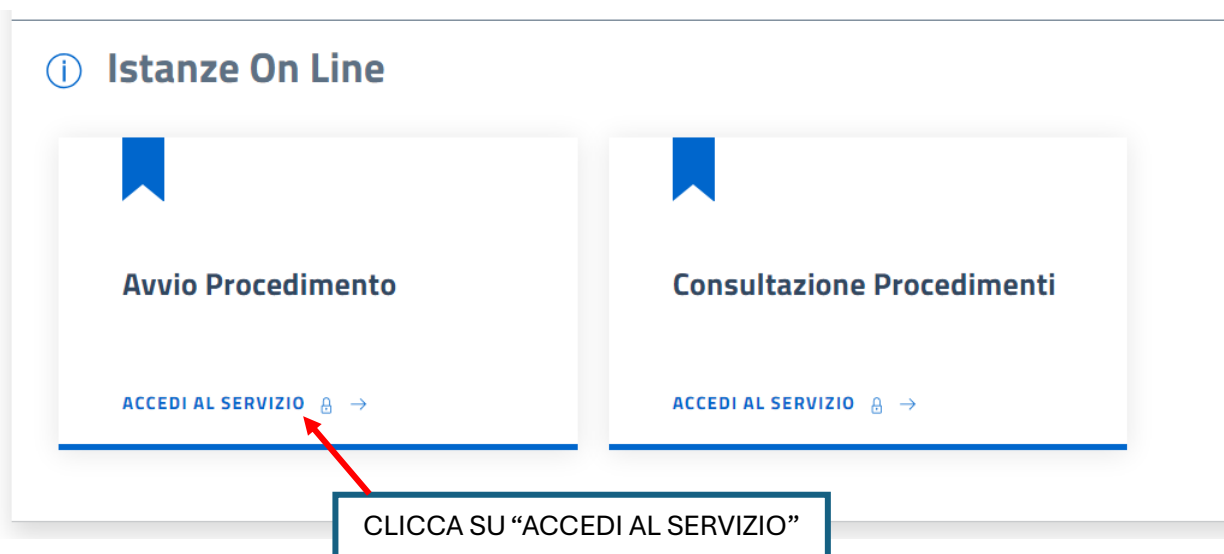 Istanze On Line
Avvio Procedimento
Consultazione Procedimenti
ACCEDI AL SERVIZIO
ACCEDI AL SERVIZIO
CLICCA SU “ACCEDI AL SERVIZIO”